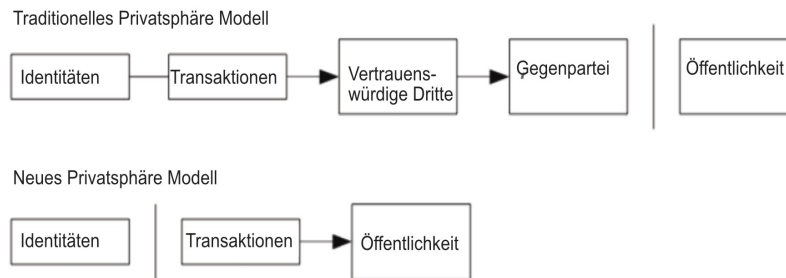 Traditionelles Privatsphäre Modell
Identitäten
Transaktionen
Vertrauens-
würdige Dritte
Gegenpartei
Öffentlichkeit
Neues Privatsphäre Modell
Identitäten
Transaktionen
Öffentlichkeit